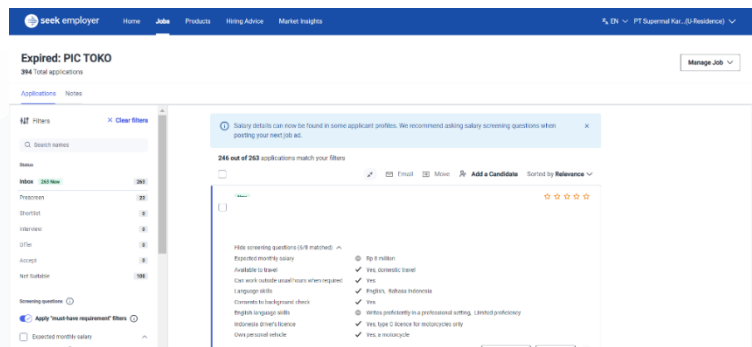 seek employer Home Jobs Products Hiring Advice Market Insights EN PT Supermal Kar...(U-Residence)
Expired: PIC TOKO
394 Total applications
Manage Job
Applications Notes
Filters
Clear filters
Search names
Status
Inbox 263 New 263
Prescreen 23
Shortlist 0
Interview 0
Offer 0
Accept 0
Not Suitable 108
Screening questions
Apply "must-have requirement" filters
Expected monthly salary
Salary details can now be found in some applicant profiles. We recommend asking salary screening questions when
posting your next job ad.
246 out of 263 applications match your filters
Email Move Add a Candidate Sorted by Relevance
Hide screening questions (6/8 matched)
Expected monthly salary Rp 6 million
Available to travel Yes, domestic travel
Can work outside usual hours when required Yes
Language skills English, Bahasa Indonesia
Consents to background check Yes
English language skills Writes proficiently in a professional setting, Limited proficiency
Indonesia driver's licence Yes, type C licence for motorcycles only
Own personal vehicle Yes, a motorcycle